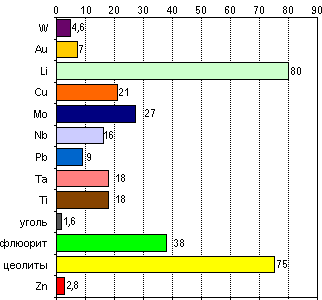 0 10 20 30 40 50 60 70 80 90
W 4,6
Au 7
Li 80
Cu 21
Mo 27
Nb 16
Pb 9
Ta 18
Ti 18
уголь 1,6
флюорит 38
цеолиты 75
Zn 2,8